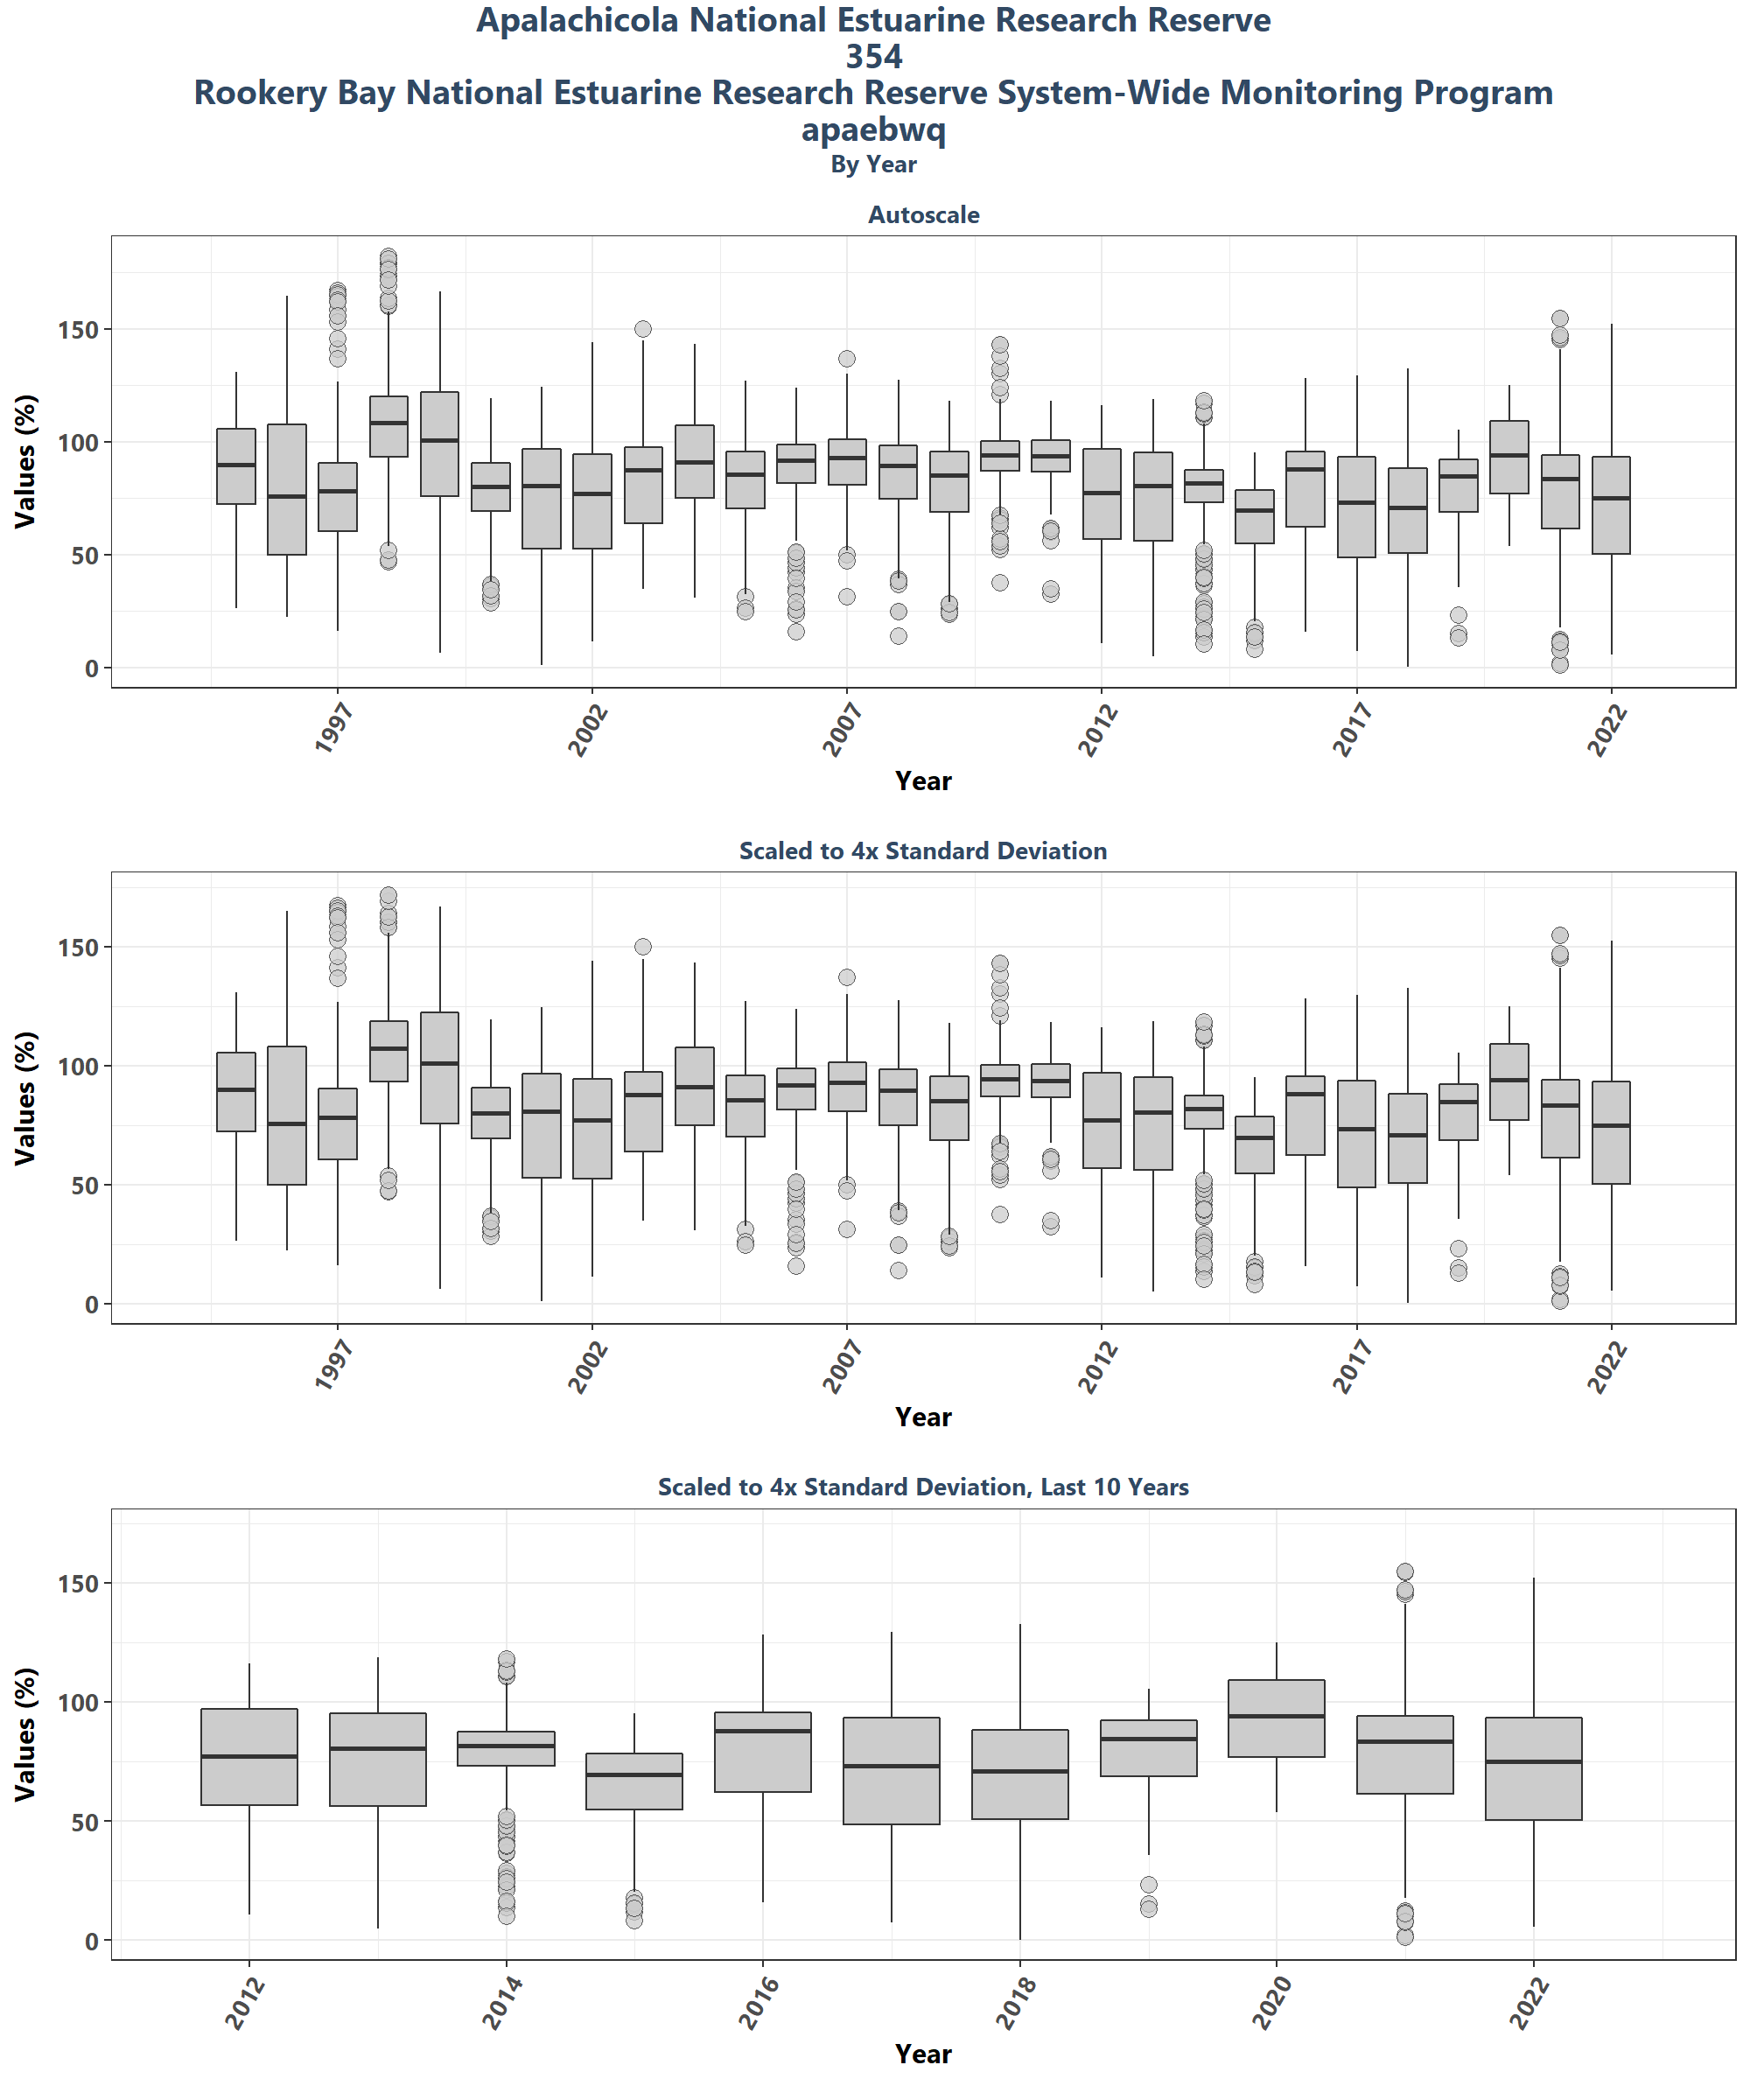 Apalachicola National Estuarine Research Reserve
354
Rookery Bay National Estuarine Research Reserve System-Wide Monitoring Program
apaebwq
By Year
Autoscale
Values (%)
150
100
50
0
1997 2002 2007 2012 2017 2022
Year
Scaled to 4x Standard Deviation
Values (%)
150
100
50
0
1997 2002 2007 2012 2017 2022
Year
Scaled to 4x Standard Deviation, Last 10 Years
Values (%)
150
100
50
0
2012 2014 2016 2018 2020 2022
Year